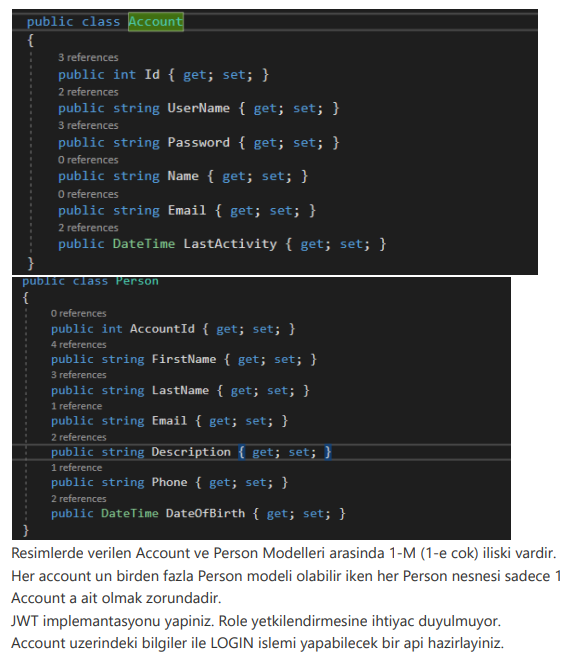 public class Account
{
3 references
public int Id { get; set; }
2 references
public string UserName { get; set; }
3 references
public string Password { get; set; }
0 references
public string Name { get; set; }
0 references
public string Email { get; set; }
2 references
public DateTime LastActivity { get; set; }
}
public class Person
{
0 references
public int AccountId { get; set; }
4 references
public string FirstName { get; set; }
3 references
public string LastName { get; set; }
1 reference
public string Email { get; set; }
2 references
public string Description { get; set; }
1 reference
public string Phone { get; set; }
2 references
public DateTime DateOfBirth { get; set; }
}
Resimlerde verilen Account ve Person Modelleri arasinda 1-M (1-e cok) iliski vardir.
Her account un birden fazla Person modeli olabilir iken her Person nesnesi sadece 1
Account a ait olmak zorundadir.
JWT implemantasyonu yapiniz. Role yetkilendirmesine ihtiyac duyulmuyor.
Account uzerindeki bilgiler ile LOGIN islemi yapabilecek bir api hazirlayiniz.